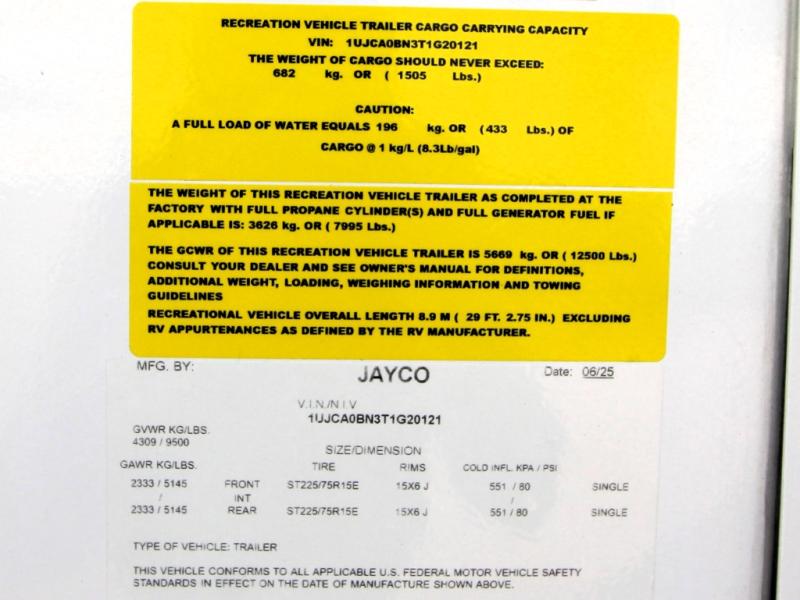 RECREATION VEHICLE TRAILER CARGO CARRYING CAPACITY
VIN: 1UJCA0BN3T1G20121
THE WEIGHT OF CARGO SHOULD NEVER EXCEED:
682 kg. OR ( 1505 Lbs.)
CAUTION:
A FULL LOAD OF WATER EQUALS 196 kg. OR (433 Lbs.) OF
CARGO @ 1 kg/L (8.3Lb/gal)
THE WEIGHT OF THIS RECREATION VEHICLE TRAILER AS COMPLETED AT THE
FACTORY WITH FULL PROPANE CYLINDER(S) AND FULL GENERATOR FUEL IF
APPLICABLE IS: 3626 kg. OR ( 7995 Lbs.)
THE GCWR OF THIS RECREATION VEHICLE TRAILER IS 5669 kg. OR ( 12500 Lbs.)
CONSULT YOUR DEALER AND SEE OWNER'S MANUAL FOR DEFINITIONS,
ADDITIONAL WEIGHT, LOADING, WEIGHING INFORMATION AND TOWING
GUIDELINES
RECREATIONAL VEHICLE OVERALL LENGTH 8.9 M ( 29 FT. 2.75 IN.) EXCLUDING
RV APPURTENANCES AS DEFINED BY THE RV MANUFACTURER.
MFG. BY: JAYCO Date: 06/25
V.I.N./N.I.V
1UJCA0BN3T1G20121
GVWR KG/LBS.
4309 / 9500
SIZE/DIMENSION
GAWR KG/LBS. TIRE RIMS COLD INFL. KPA / PSI
2333 / 5145 FRONT ST225/75R15E 15X6 J 551 / 80 SINGLE
/ INT /
2333 / 5145 REAR ST225/75R15E 15X6 J 551 / 80 SINGLE
TYPE OF VEHICLE: TRAILER
THIS VEHICLE CONFORMS TO ALL APPLICABLE U.S. FEDERAL MOTOR VEHICLE SAFETY
STANDARDS IN EFFECT ON THE DATE OF MANUFACTURE SHOWN ABOVE.